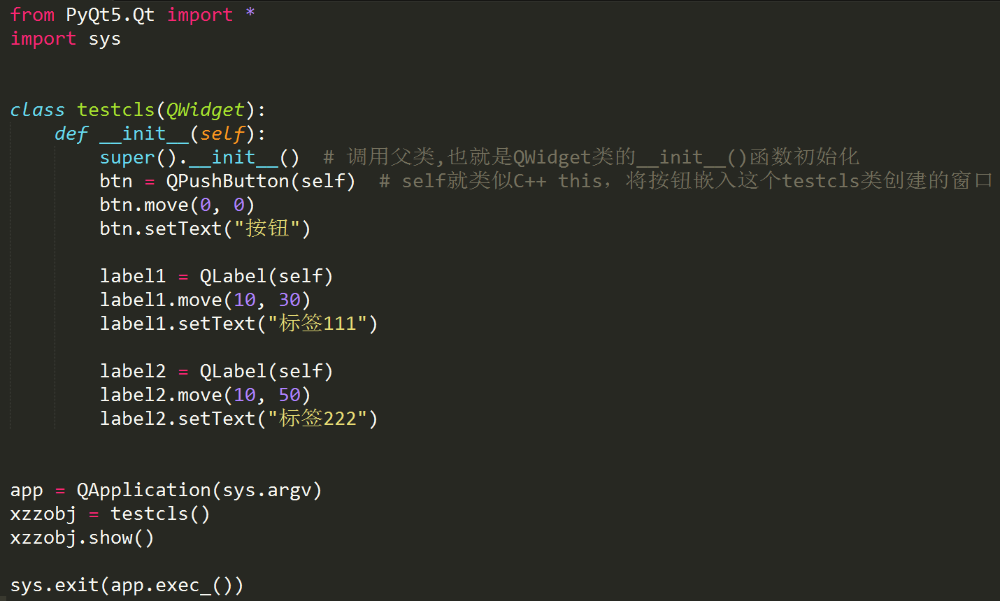 from PyQt5.Qt import *
import sys
class testcls(QWidget):
    def __init__(self):
        super().__init__()  # 调用父类,也就是QWidget类的__init__()函数初始化
        btn = QPushButton(self)  # self就类似C++ this，将按钮嵌入这个testcls类创建的窗口
        btn.move(0, 0)
        btn.setText("按钮")
        label1 = QLabel(self)
        label1.move(10, 30)
        label1.setText("标签111")
        label2 = QLabel(self)
        label2.move(10, 50)
        label2.setText("标签222")
app = QApplication(sys.argv)
xzzobj = testcls()
xzzobj.show()
sys.exit(app.exec_())